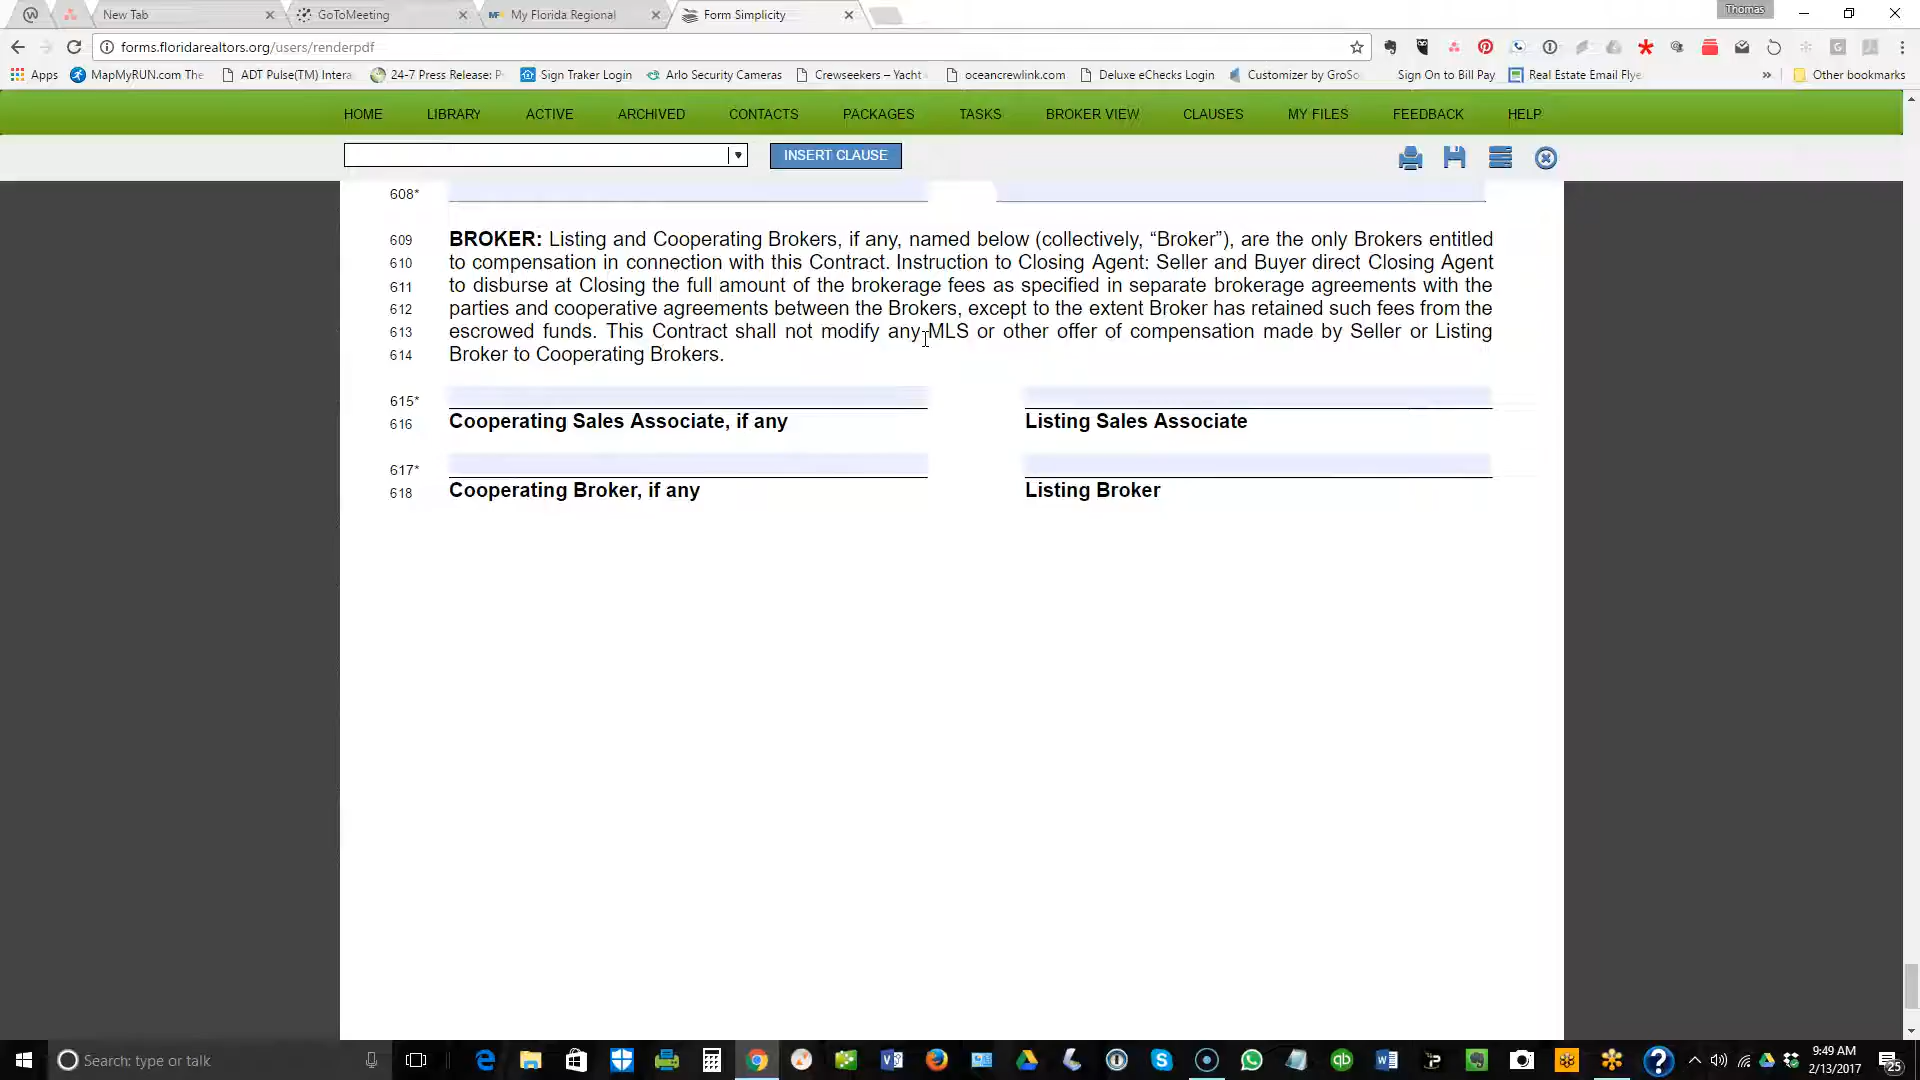 Thomas
New Tab
GoToMeeting
My Florida Regional
Form Simplicity
forms.floridarealtors.org/users/renderpdf
Apps
MapMyRUN.com The
ADT Pulse(TM) Intera
24-7 Press Release: P
Sign Traker Login
Arlo Security Cameras
Crewseekers – Yacht
oceancrewlink.com
Deluxe eChecks Login
Customizer by GroSo
Sign On to Bill Pay
Real Estate Email Flye
»
Other bookmarks
HOME
LIBRARY
ACTIVE
ARCHIVED
CONTACTS
PACKAGES
TASKS
BROKER VIEW
CLAUSES
MY FILES
FEEDBACK
HELP
INSERT CLAUSE
608*
609 BROKER: Listing and Cooperating Brokers, if any, named below (collectively, “Broker”), are the only Brokers entitled
610 to compensation in connection with this Contract. Instruction to Closing Agent: Seller and Buyer direct Closing Agent
611 to disburse at Closing the full amount of the brokerage fees as specified in separate brokerage agreements with the
612 parties and cooperative agreements between the Brokers, except to the extent Broker has retained such fees from the
613 escrowed funds. This Contract shall not modify any MLS or other offer of compensation made by Seller or Listing
614 Broker to Cooperating Brokers.
615*
616 Cooperating Sales Associate, if any Listing Sales Associate
617*
618 Cooperating Broker, if any Listing Broker
Search: type or talk
9:49 AM
2/13/2017
25